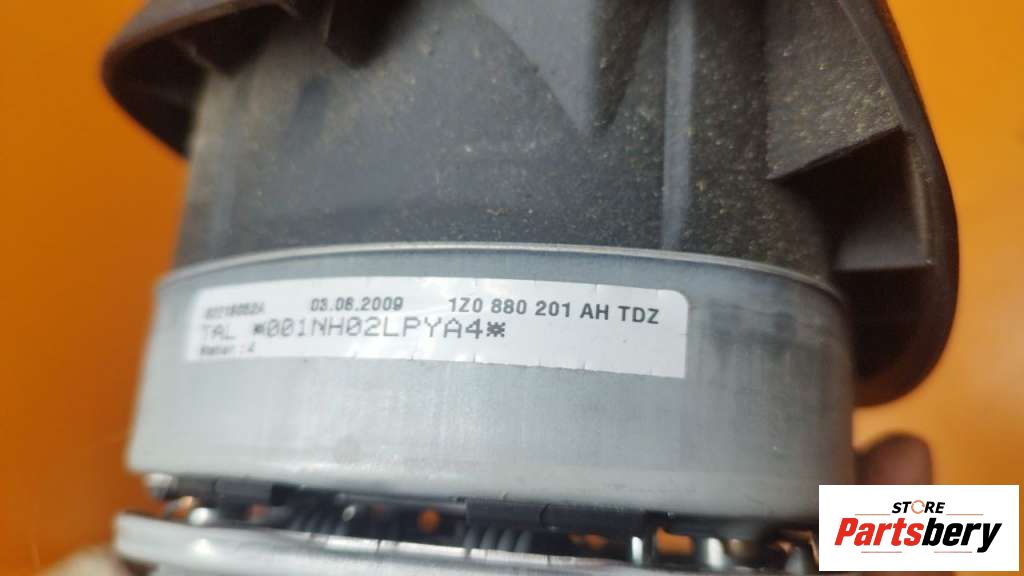 03.08.2009 1Z0 880 201 AH TDZ
TAL *001NH02LPYA4*
STORE
Partsbery